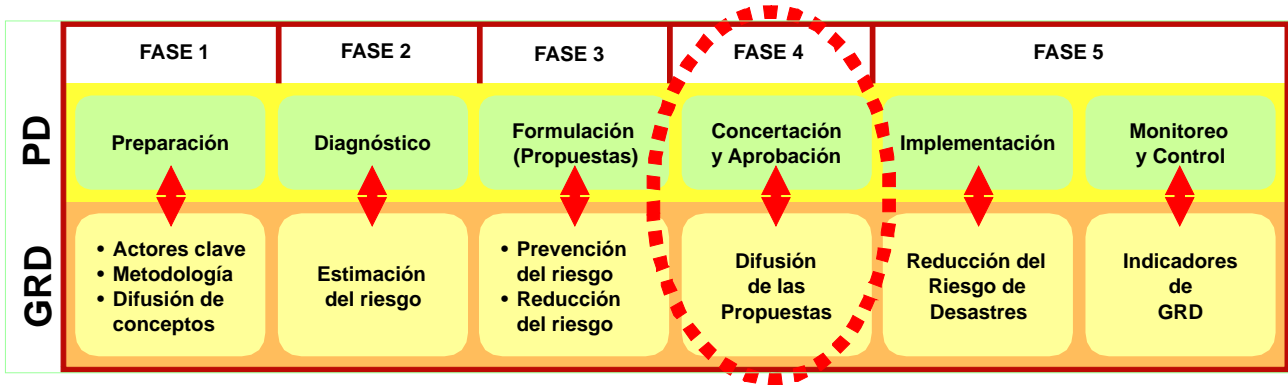 FASE 1
FASE 2
FASE 3
FASE 4
FASE 5
PD
Preparación
Diagnóstico
Formulación
(Propuestas)
Concertación
y Aprobación
Implementación
Monitoreo
y Control
GRD
• Actores clave
• Metodología
• Difusión de
conceptos
Estimación
del riesgo
• Prevención
del riesgo
• Reducción
del riesgo
Difusión
de las
Propuestas
Reducción del
Riesgo de
Desastres
Indicadores
de
GRD